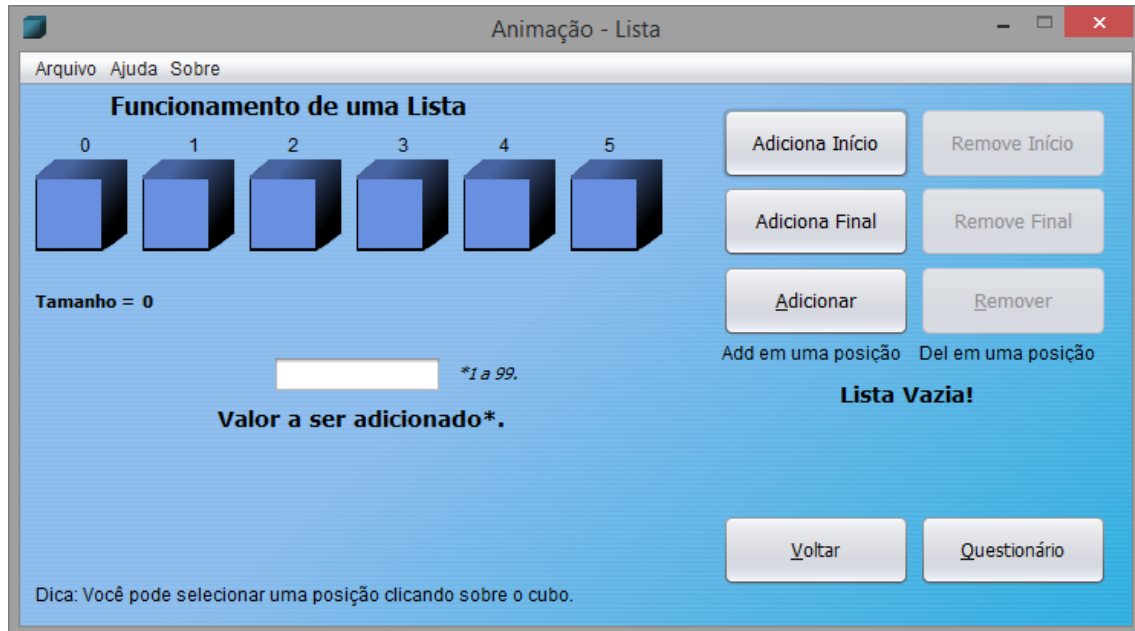 Animação - Lista
Arquivo Ajuda Sobre
Funcionamento de uma Lista
0 1 2 3 4 5
Tamanho = 0
*1 a 99.
Valor a ser adicionado*.
Adiciona Início Remove Início
Adiciona Final Remove Final
Adicionar Remover
Add em uma posição Del em uma posição
Lista Vazia!
Voltar Questionário
Dica: Você pode selecionar uma posição clicando sobre o cubo.